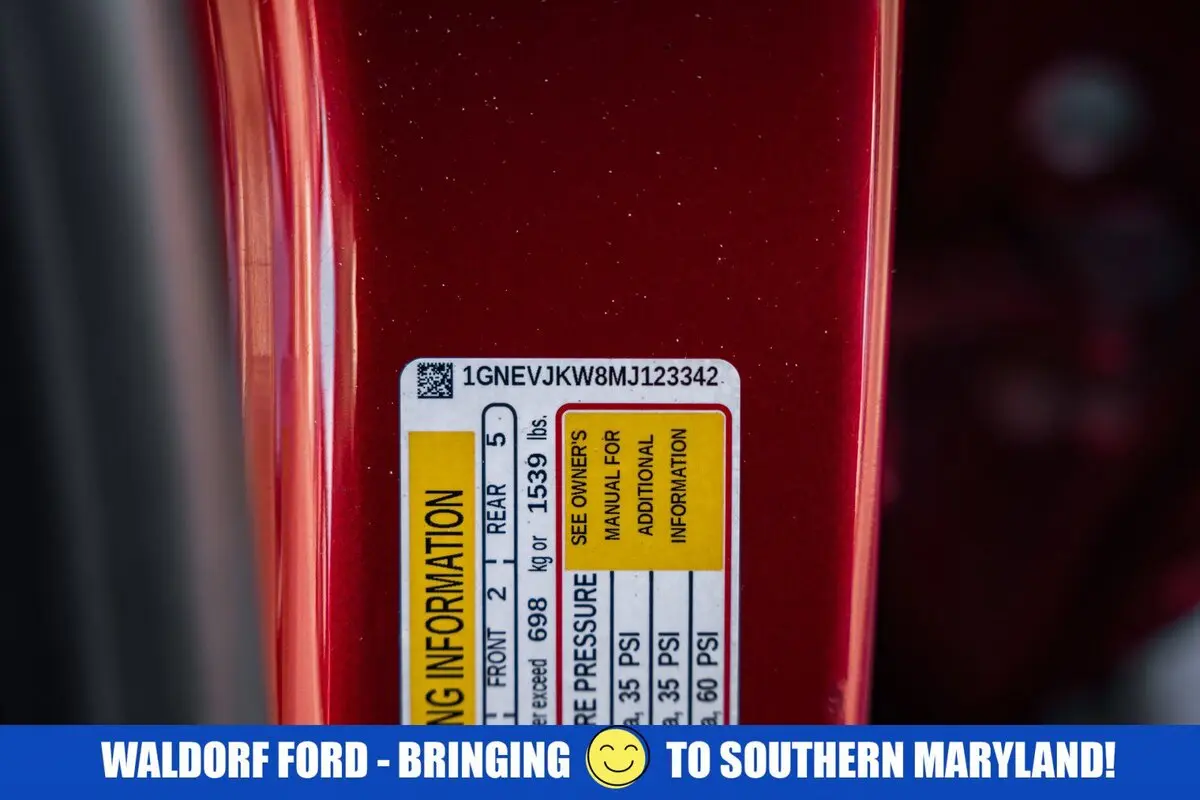 1GNEVJKW8MJ123342
NG INFORMATION
FRONT 2 REAR 5
er exceed 698 kg or 1539 lbs.
RE PRESSURE
a, 35 PSI
a, 35 PSI
a, 60 PSI
SEE OWNER'S
MANUAL FOR
ADDITIONAL
INFORMATION
WALDORF FORD - BRINGING TO SOUTHERN MARYLAND!